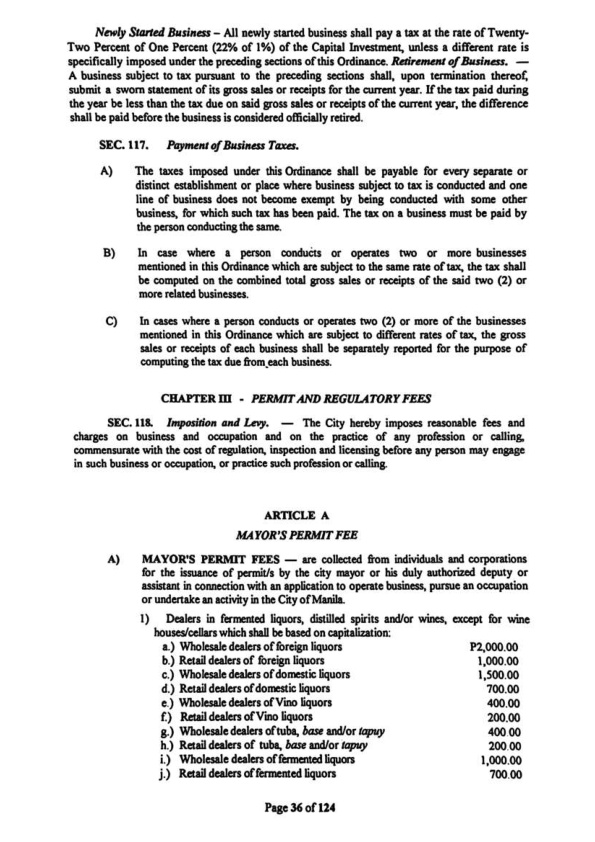 Newly Started Business – All newly started business shall pay a tax at the rate of Twenty-
Two Percent of One Percent (22% of 1%) of the Capital Investment, unless a different rate is
specifically imposed under the preceding sections of this Ordinance. Retirement of Business. —
A business subject to tax pursuant to the preceding sections shall, upon termination thereof,
submit a sworn statement of its gross sales or receipts for the current year. If the tax paid during
the year be less than the tax due on said gross sales or receipts of the current year, the difference
shall be paid before the business is considered officially retired.
SEC. 117. Payment of Business Taxes.
A) The taxes imposed under this Ordinance shall be payable for every separate or
distinct establishment or place where business subject to tax is conducted and one
line of business does not become exempt by being conducted with some other
business, for which such tax has been paid. The tax on a business must be paid by
the person conducting the same.
B) In case where a person conducts or operates two or more businesses
mentioned in this Ordinance which are subject to the same rate of tax, the tax shall
be computed on the combined total gross sales or receipts of the said two (2) or
more related businesses.
C) In cases where a person conducts or operates two (2) or more of the businesses
mentioned in this Ordinance which are subject to different rates of tax, the gross
sales or receipts of each business shall be separately reported for the purpose of
computing the tax due from each business.
CHAPTER III - PERMIT AND REGULATORY FEES
SEC. 118. Imposition and Levy. — The City hereby imposes reasonable fees and
charges on business and occupation and on the practice of any profession or calling,
commensurate with the cost of regulation, inspection and licensing before any person may engage
in such business or occupation, or practice such profession or calling.
ARTICLE A
MAYOR'S PERMIT FEE
A) MAYOR'S PERMIT FEES — are collected from individuals and corporations
for the issuance of permit/s by the city mayor or his duly authorized deputy or
assistant in connection with an application to operate business, pursue an occupation
or undertake an activity in the City of Manila.
1) Dealers in fermented liquors, distilled spirits and/or wines, except for wine
houses/cellars which shall be based on capitalization:
a.) Wholesale dealers of foreign liquors P2,000.00
b.) Retail dealers of foreign liquors 1,000.00
c.) Wholesale dealers of domestic liquors 1,500.00
d.) Retail dealers of domestic liquors 700.00
e.) Wholesale dealers of Vino liquors 400.00
f.) Retail dealers of Vino liquors 200.00
g.) Wholesale dealers of tuba, base and/or tapuy 400 00
h.) Retail dealers of tuba, base and/or tapuy 200 00
i.) Wholesale dealers of fermented liquors 1,000.00
j.) Retail dealers of fermented liquors 700.00
Page 36 of 124